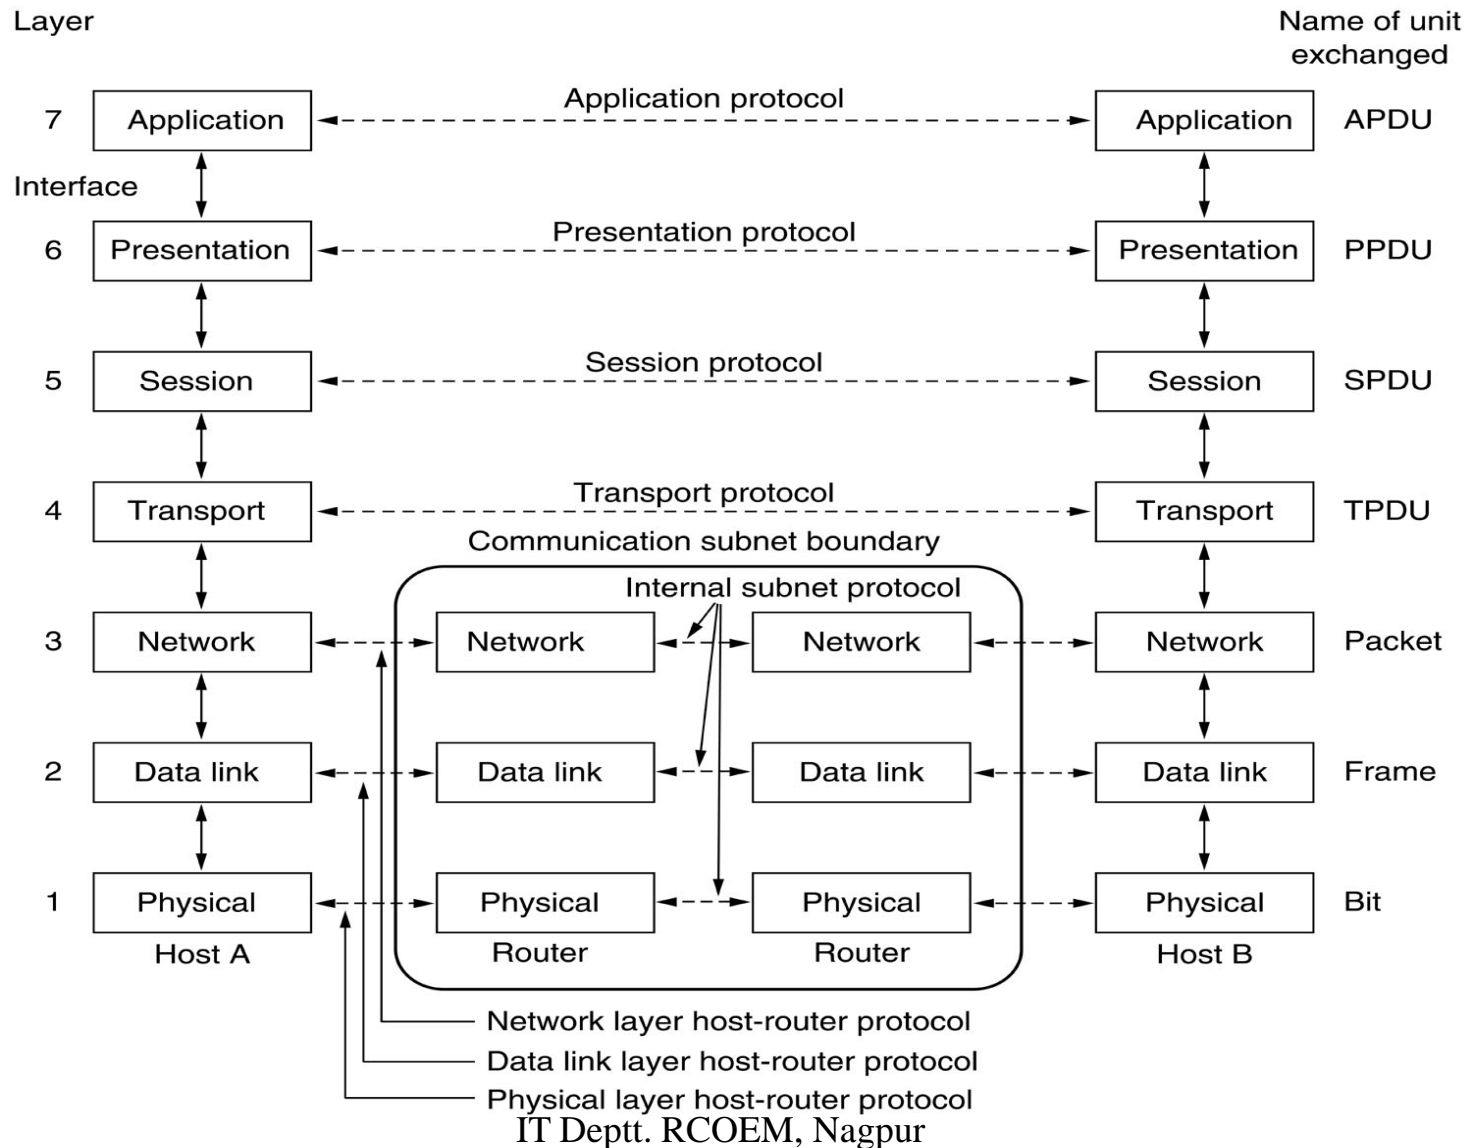 Layer
Name of unit
exchanged
Application protocol
7 Application Application APDU
Interface
Presentation protocol
6 Presentation Presentation PPDU
Session protocol
5 Session Session SPDU
Transport protocol
4 Transport Transport TPDU
Communication subnet boundary
Internal subnet protocol
3 Network Network Network Network Packet
2 Data link Data link Data link Data link Frame
1 Physical Physical Physical Physical Bit
Host A Router Router Host B
Network layer host-router protocol
Data link layer host-router protocol
Physical layer host-router protocol
IT Deptt. RCOEM, Nagpur